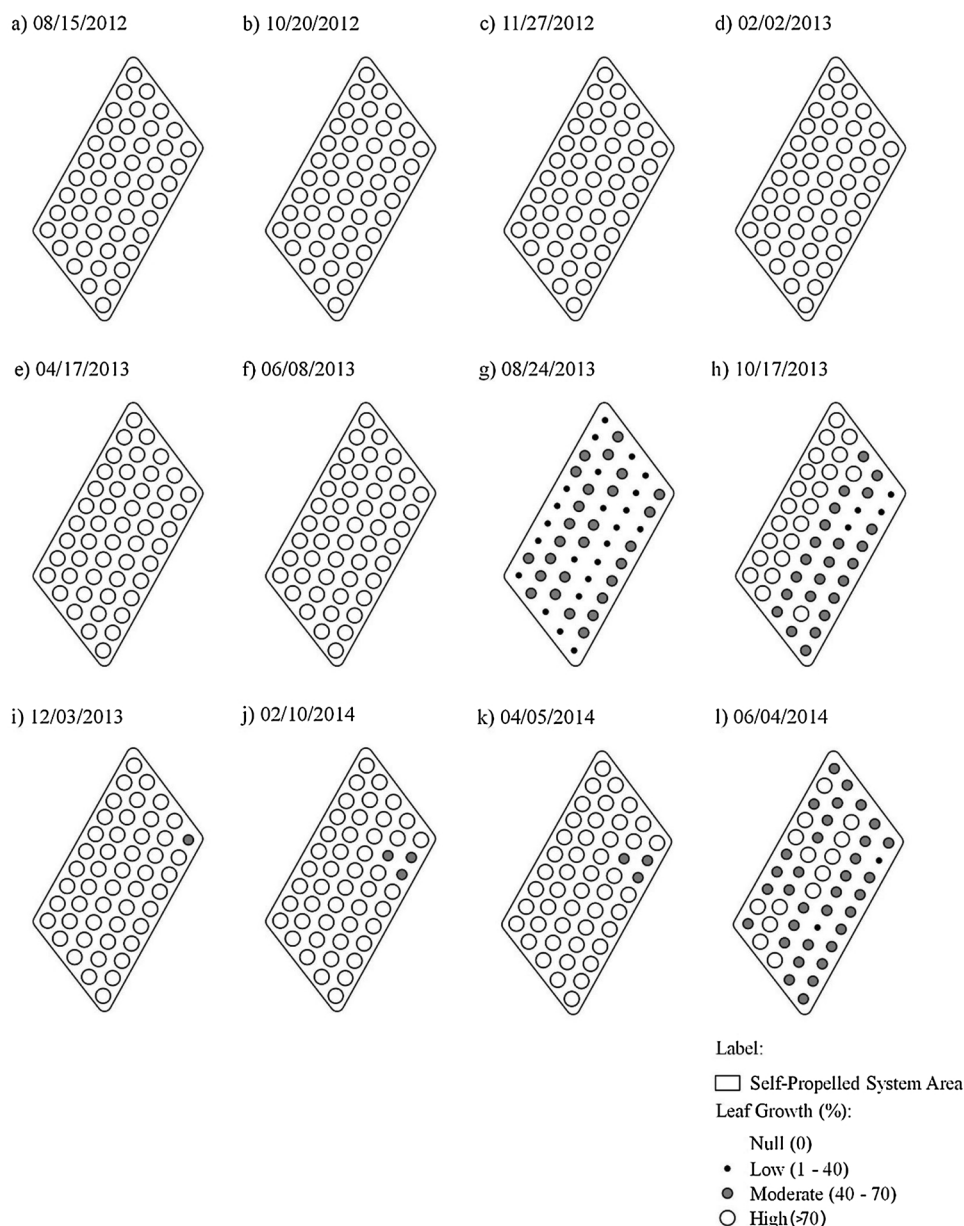 a) 08/15/2012
b) 10/20/2012
c) 11/27/2012
d) 02/02/2013
e) 04/17/2013
f) 06/08/2013
g) 08/24/2013
h) 10/17/2013
i) 12/03/2013
j) 02/10/2014
k) 04/05/2014
l) 06/04/2014
Label:
Self-Propelled System Area
Leaf Growth (%):
Null (0)
Low (1 - 40)
Moderate (40 - 70)
High (>70)